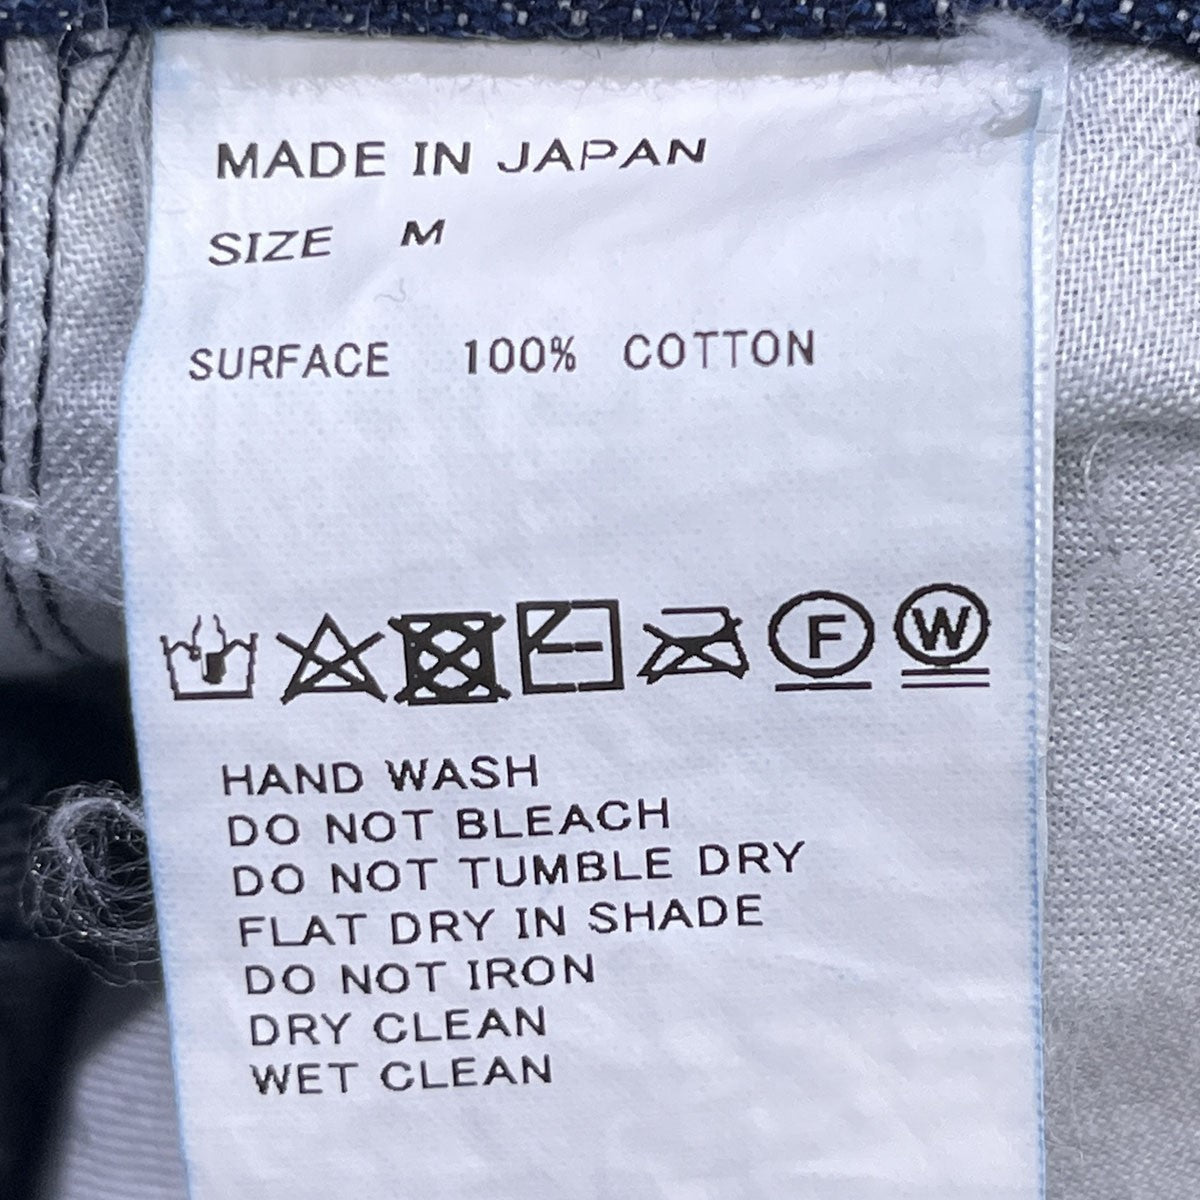 MADE IN JAPAN
SIZE M
SURFACE 100% COTTON
F W
HAND WASH
DO NOT BLEACH
DO NOT TUMBLE DRY
FLAT DRY IN SHADE
DO NOT IRON
DRY CLEAN
WET CLEAN